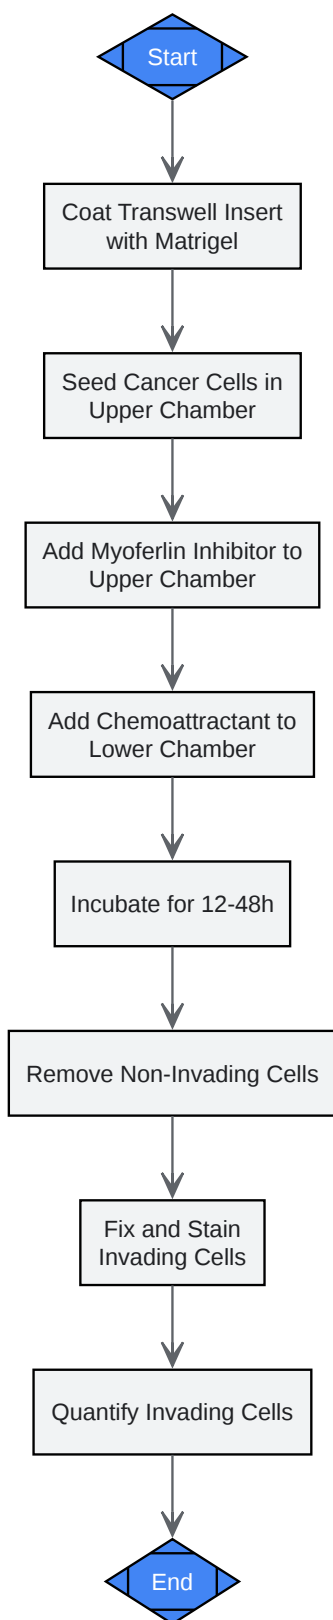 Start
Coat Transwell Insert
with Matrigel
Seed Cancer Cells in
Upper Chamber
Add Myoferlin Inhibitor to
Upper Chamber
Add Chemoattractant to
Lower Chamber
Incubate for 12-48h
Remove Non-Invading Cells
Fix and Stain
Invading Cells
Quantify Invading Cells
End